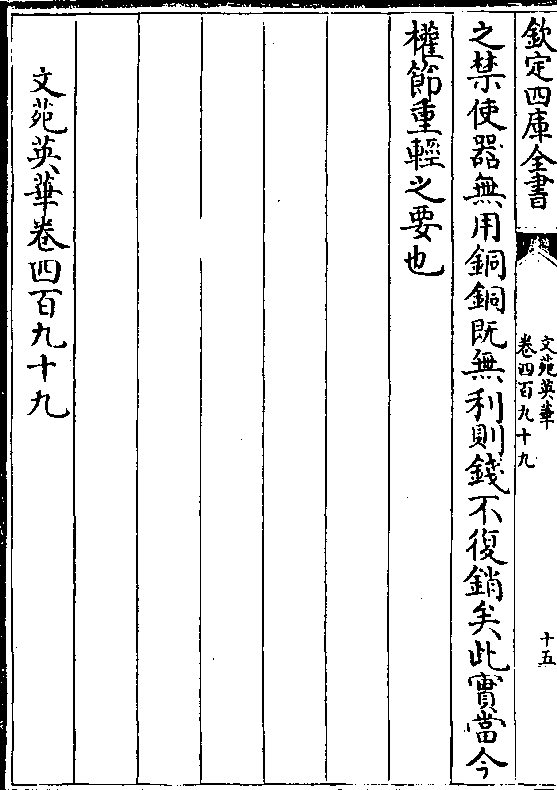 欽定四庫全書
文苑英華
卷四百九十九
十五
之禁使器無用銅銅既無利則錢不復銷矣此實當今
權節重輕之要也
文苑英華卷四百九十九